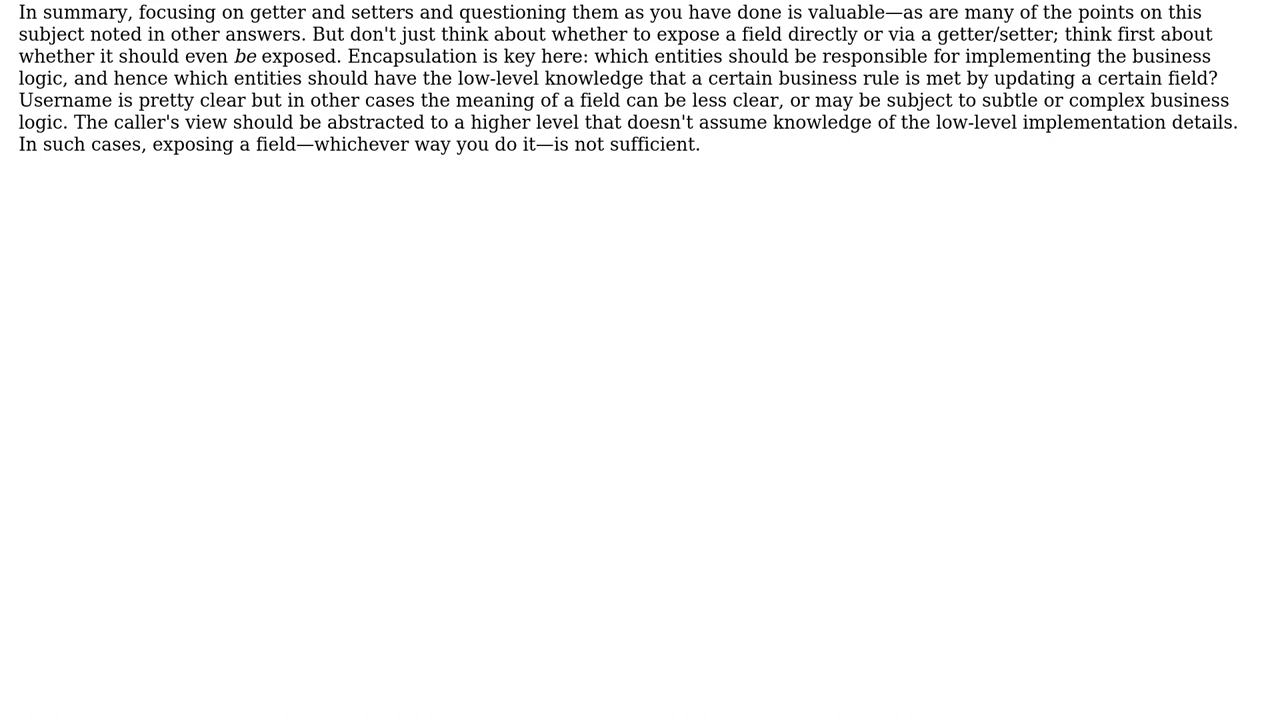 In summary, focusing on getter and setters and questioning them as you have done is valuable—as are many of the points on this
subject noted in other answers. But don't just think about whether to expose a field directly or via a getter/setter; think first about
whether it should even be exposed. Encapsulation is key here: which entities should be responsible for implementing the business
logic, and hence which entities should have the low-level knowledge that a certain business rule is met by updating a certain field?
Username is pretty clear but in other cases the meaning of a field can be less clear, or may be subject to subtle or complex business
logic. The caller's view should be abstracted to a higher level that doesn't assume knowledge of the low-level implementation details.
In such cases, exposing a field—whichever way you do it—is not sufficient.